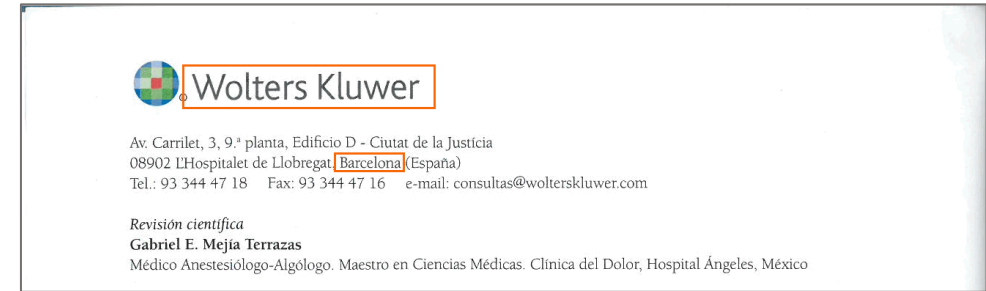 Wolters Kluwer
Av. Carrilet, 3, 9.ª planta, Edificio D - Ciutat de la Justícia
08902 L'Hospitalet de Llobregat, Barcelona (España)
Tel.: 93 344 47 18 Fax: 93 344 47 16 e-mail: consultas@wolterskluwer.com
Revisión científica
Gabriel E. Mejía Terrazas
Médico Anestesiólogo-Algólogo. Maestro en Ciencias Médicas. Clínica del Dolor, Hospital Ángeles, México